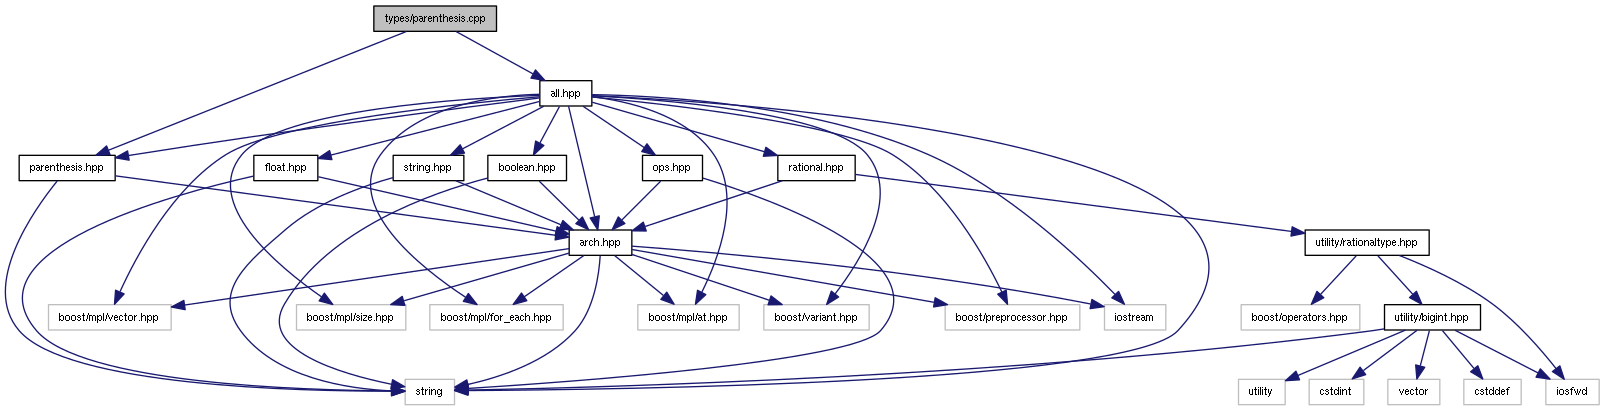 types/parenthesis.cpp
all.hpp
parenthesis.hpp
float.hpp
string.hpp
boolean.hpp
ops.hpp
rational.hpp
arch.hpp
utility/rationaltype.hpp
boost/mpl/vector.hpp
boost/mpl/size.hpp
boost/mpl/for_each.hpp
boost/mpl/at.hpp
boost/variant.hpp
boost/preprocessor.hpp
iostream
boost/operators.hpp
utility/bigint.hpp
string
utility
cstdint
vector
cstddef
iosfwd